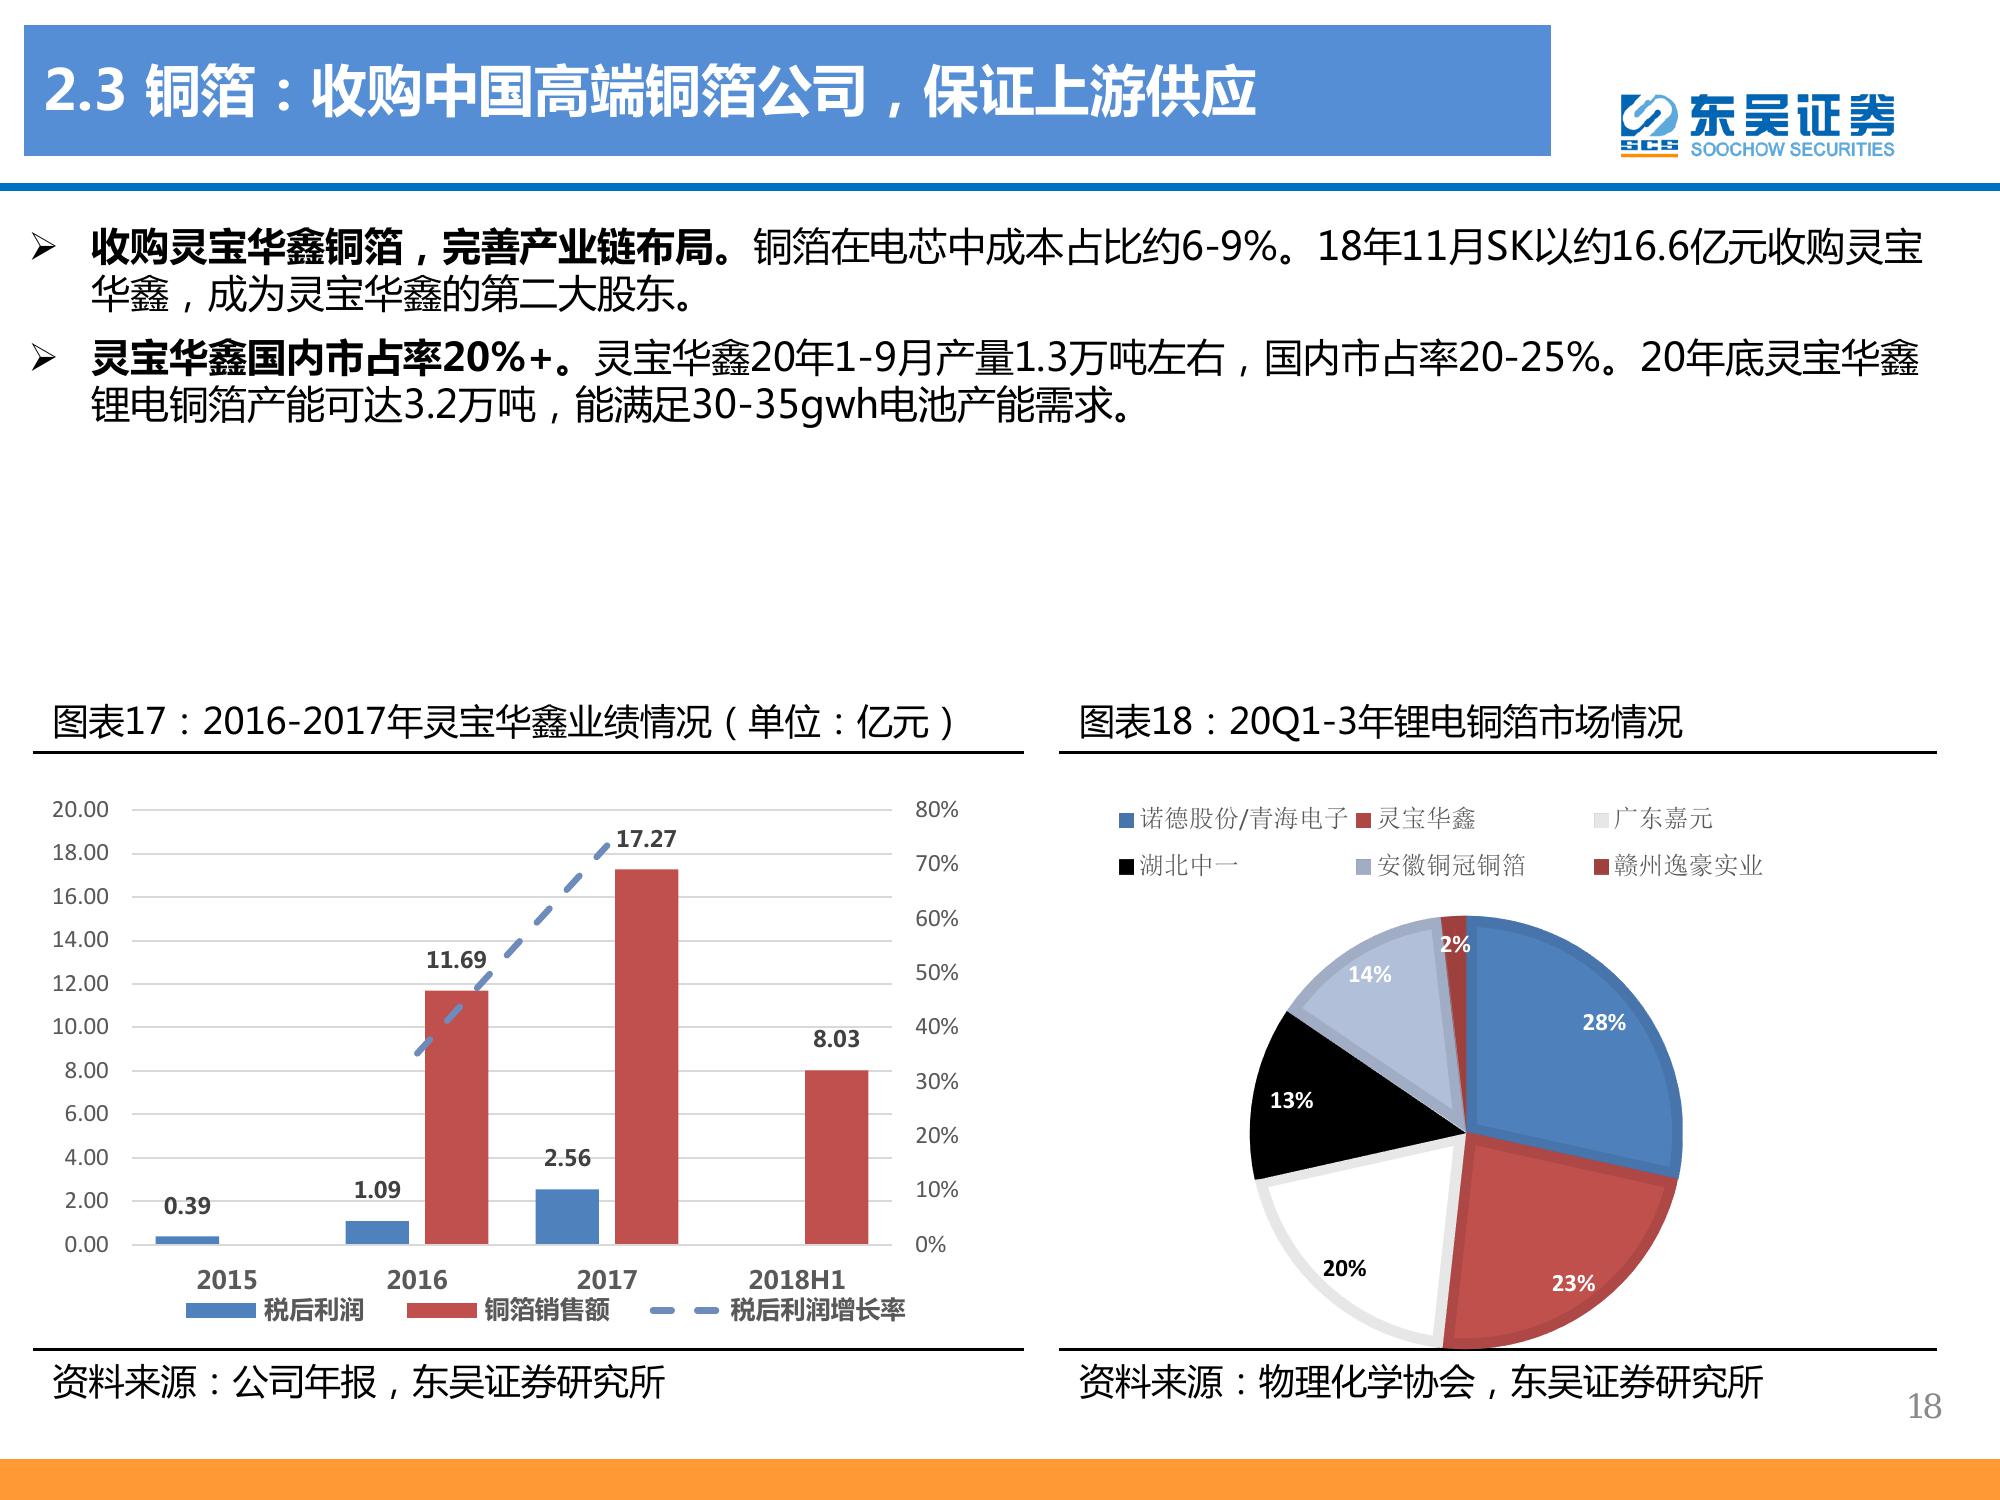 2.3 铜箔：收购中国高端铜箔公司，保证上游供应
东吴证券
SCS
SOOCHOW SECURITIES
收购灵宝华鑫铜箔，完善产业链布局。铜箔在电芯中成本占比约6-9%。18年11月SK以约16.6亿元收购灵宝
华鑫，成为灵宝华鑫的第二大股东。
灵宝华鑫国内市占率20%+。灵宝华鑫20年1-9月产量1.3万吨左右，国内市占率20-25%。20年底灵宝华鑫
锂电铜箔产能可达3.2万吨，能满足30-35gwh电池产能需求。
图表17：2016-2017年灵宝华鑫业绩情况（单位：亿元）
20.00
18.00
16.00
14.00
12.00
10.00
8.00
6.00
4.00
2.00
0.00
80%
70%
60%
50%
40%
30%
20%
10%
0%
0.39
1.09
11.69
2.56
17.27
8.03
2015
2016
2017
2018H1
税后利润
铜箔销售额
税后利润增长率
资料来源：公司年报，东吴证券研究所
图表18：20Q1-3年锂电铜箔市场情况
诺德股份/青海电子
灵宝华鑫
广东嘉元
湖北中一
安徽铜冠铜箔
赣州逸豪实业
28%
23%
20%
13%
14%
2%
资料来源：物理化学协会，东吴证券研究所
18